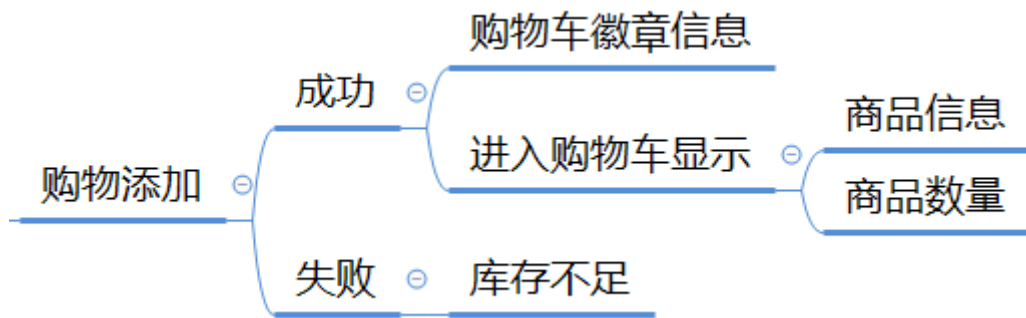 购物车徽章信息
成功
商品信息
进入购物车显示
购物添加
商品数量
失败
库存不足